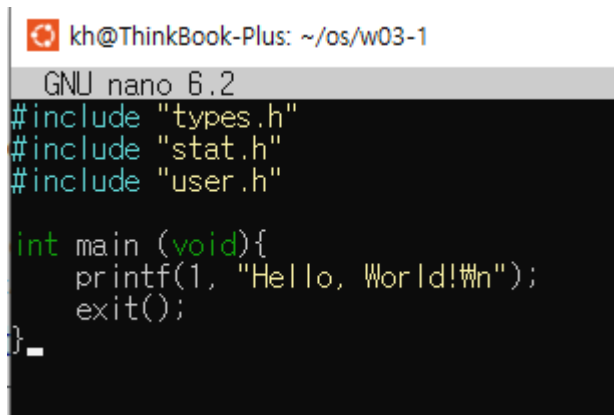 kh@ThinkBook-Plus: ~/os/w03-1
GNU nano 6.2
#include "types.h"
#include "stat.h"
#include "user.h"
int main (void){
    printf(1, "Hello, World!₩n");
    exit();
}